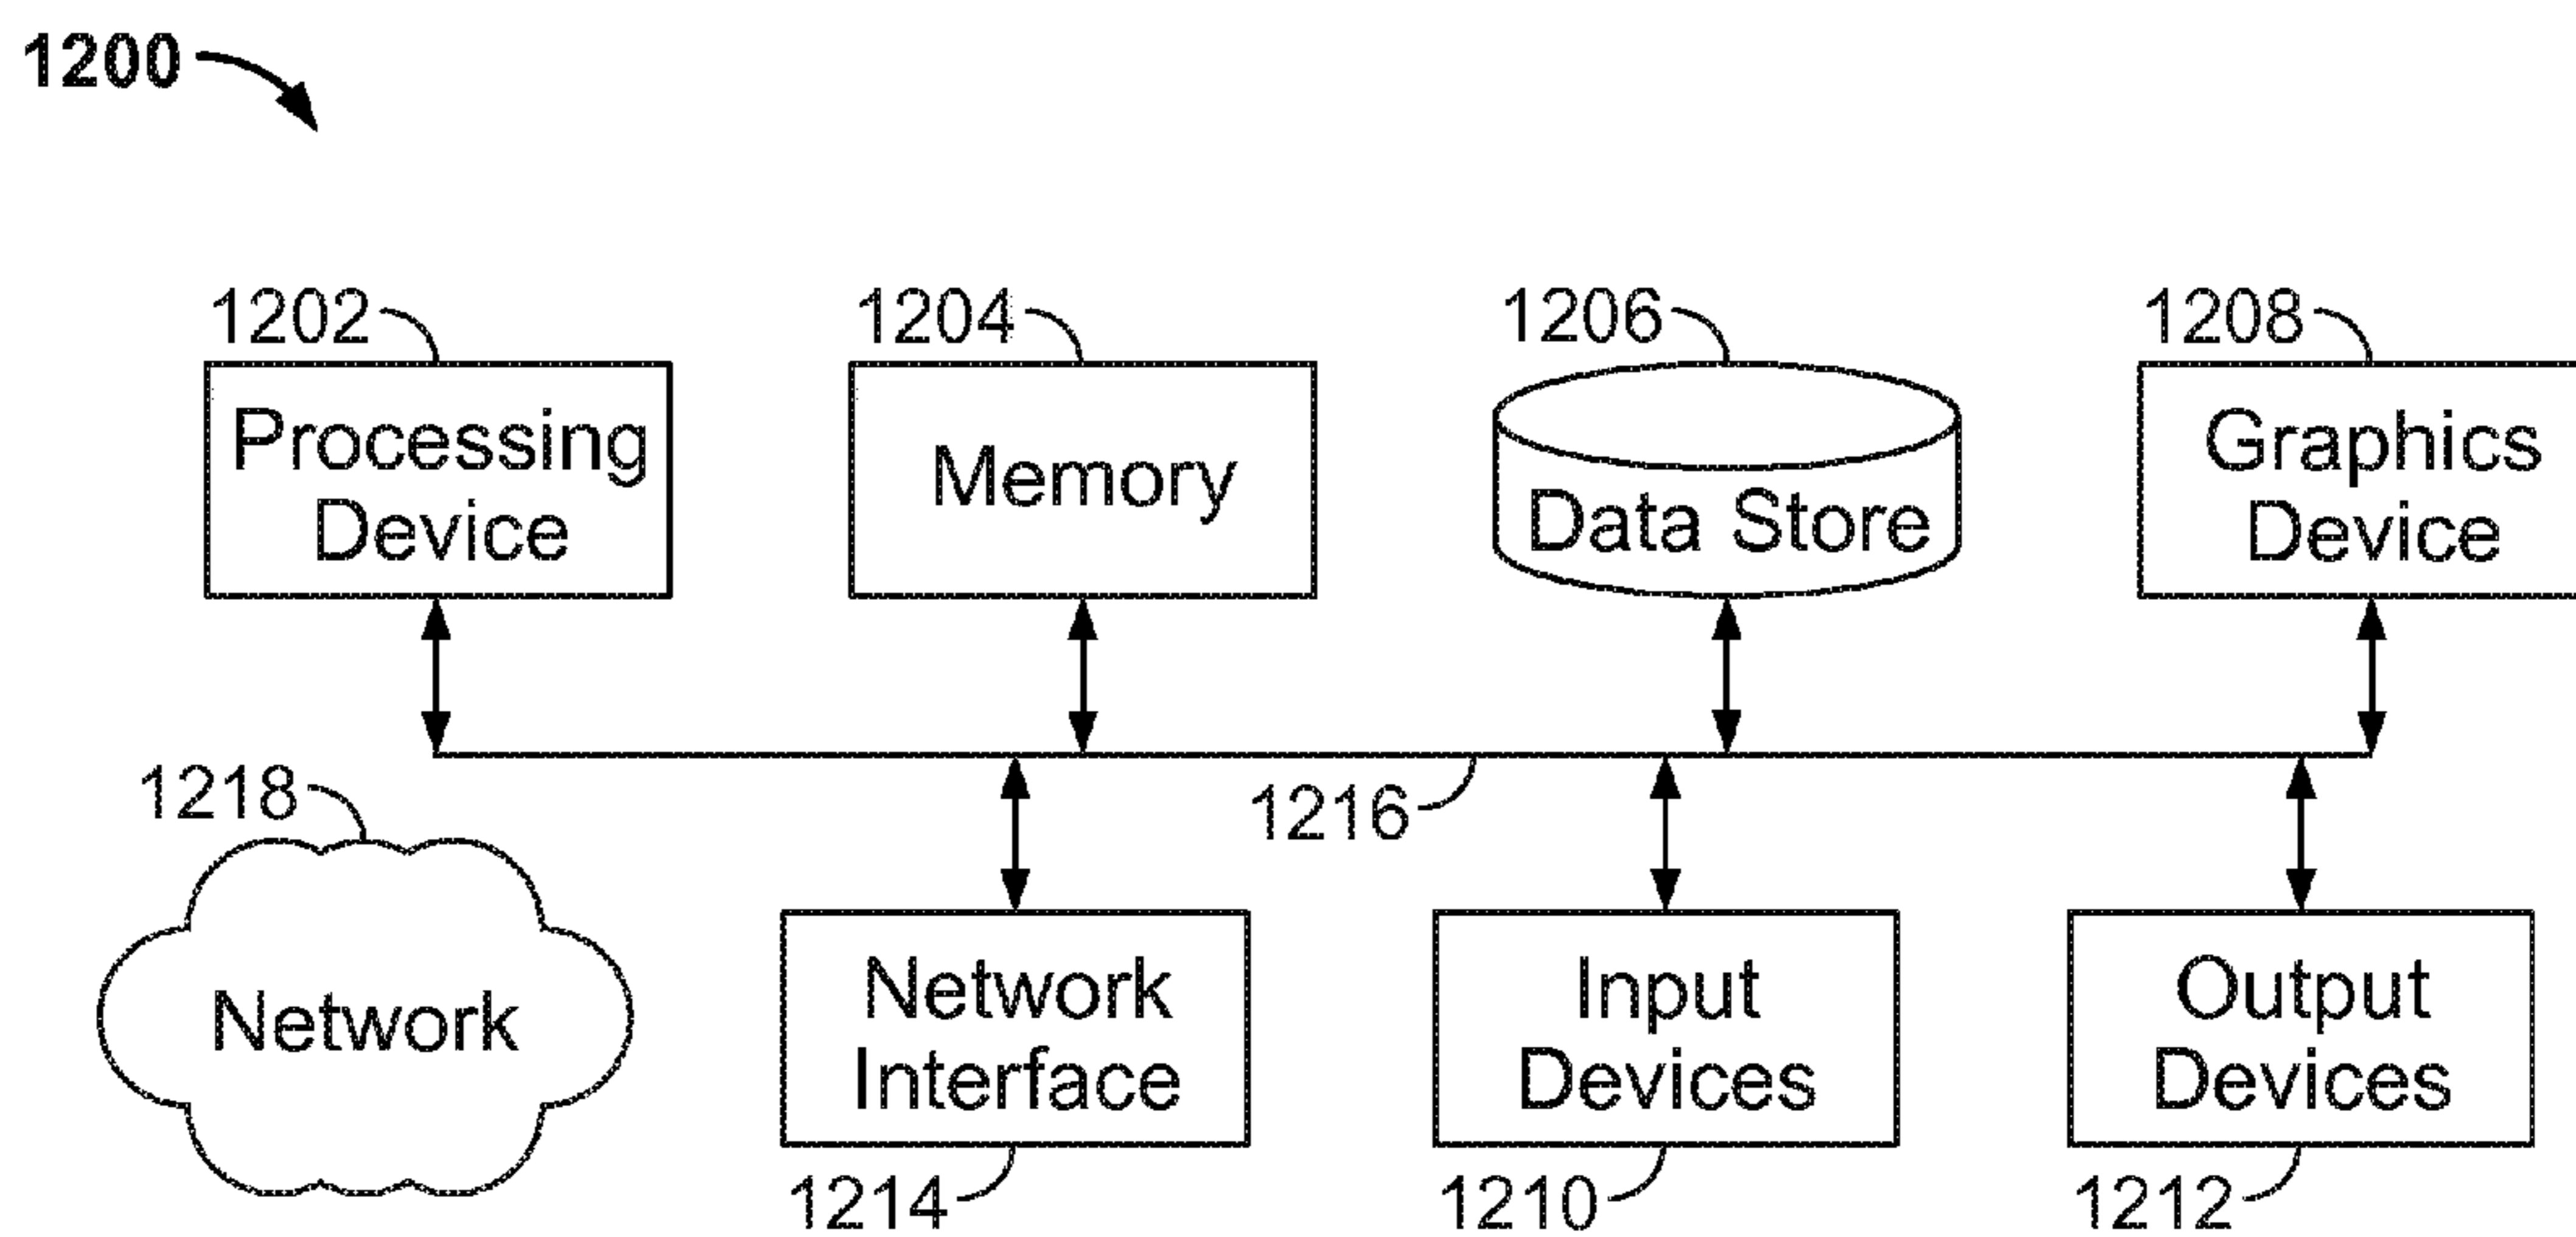 1200
1202
Processing
Device
1204
Memory
1206
Data Store
1208
Graphics
Device
1216
1218
Network
Network
Interface
1214
Input
Devices
1210
Output
Devices
1212